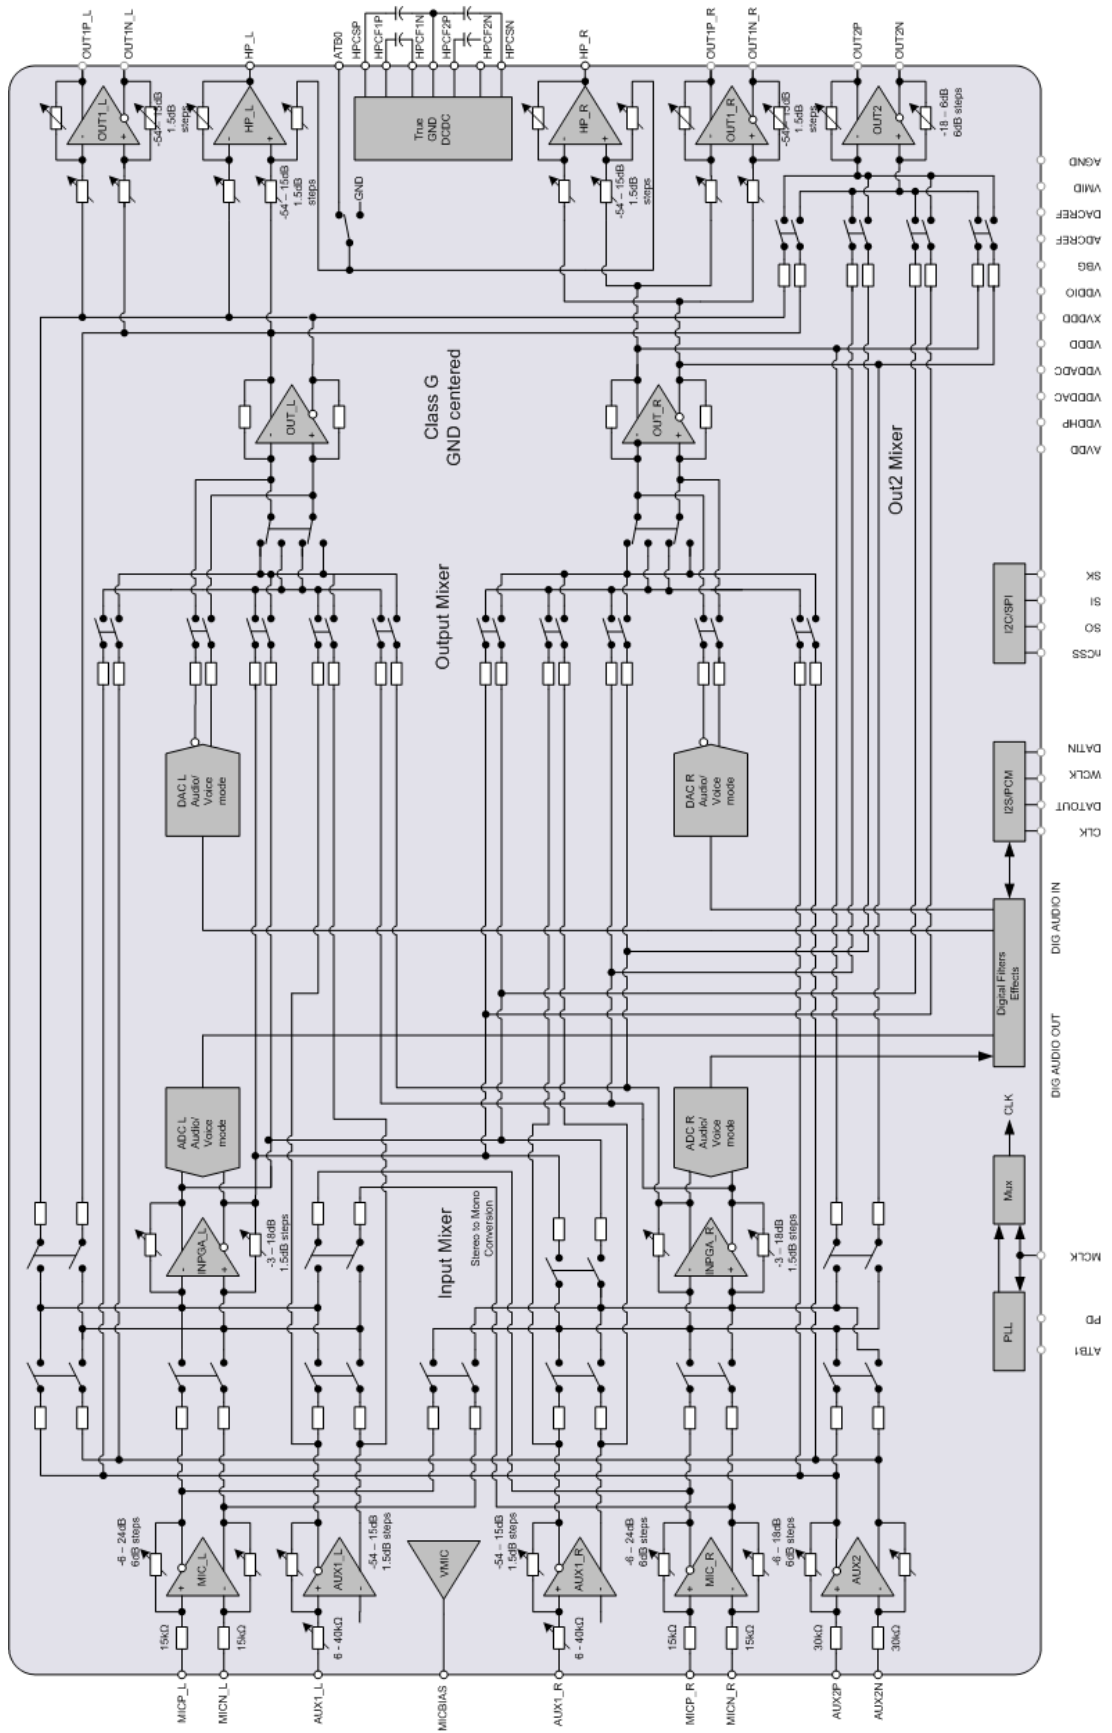 OUT1P_L
OUT1N_L
HP_L
ATB0
HPCSP
HPCF1P
HPCF1N
HPCF2P
HPCF2N
HPCSN
HP_R
OUT1P_R
OUT1N_R
OUT2P
OUT2N
OUT1_L
-54 – 15dB
1.5dB
steps
HP_L
-54 – 15dB
1.5dB
steps
True
GND
DCDC
GND
HP_R
-54 – 15dB
1.5dB
steps
OUT1_R
-54 – 15dB
1.5dB
steps
OUT2
-18 – 6dB
6dB steps
AGND
VMID
DACREF
ADCREF
VBG
VDDIO
XVDDD
VDDD
VDDADC
VDDDAC
VDDHP
AVDD
OUT_L
Class G
GND centered
OUT_R
Out2 Mixer
Output Mixer
I2C/SPI
SK
SI
SO
nCSS
DAC L
Audio/
Voice
mode
DAC R
Audio/
Voice
mode
I2S/PCM
DATIN
WCLK
DATOUT
CLK
DIG AUDIO IN
Digital Filters
Effects
DIG AUDIO OUT
ADC L
Audio/
Voice
mode
ADC R
Audio/
Voice
mode
CLK
Mux
MCLK
PLL
PD
ATB1
INPGA_L
-3 – 18dB
1.5dB steps
Input Mixer
Stereo to Mono
Conversion
INPGA_R
-3 – 18dB
1.5dB steps
-6 – 24dB
6dB steps
MIC_L
15kΩ
15kΩ
-54 – 15dB
1.5dB steps
AUX1_L
6 - 40kΩ
VMIC
-54 – 15dB
1.5dB steps
AUX1_R
6 - 40kΩ
-6 – 24dB
6dB steps
MIC_R
15kΩ
15kΩ
-6 – 18dB
6dB steps
AUX2
30kΩ
30kΩ
MICP_L
MICN_L
AUX1_L
MICBIAS
AUX1_R
MICP_R
MICN_R
AUX2P
AUX2N